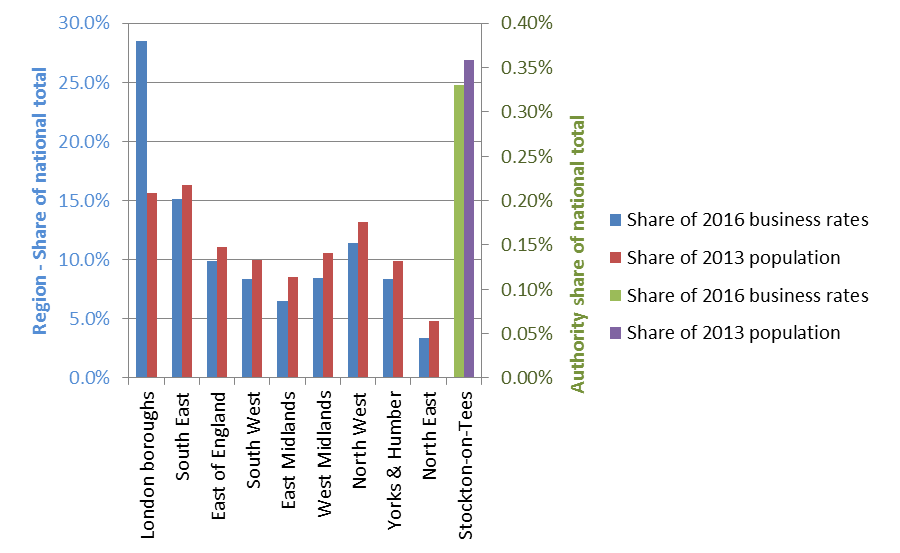 Region - Share of national total
30.0%
25.0%
20.0%
15.0%
10.0%
5.0%
0.0%
0.40%
0.35%
0.30%
0.25%
0.20%
0.15%
0.10%
0.05%
0.00%
Authority share of national total
London boroughs
South East
East of England
South West
East Midlands
West Midlands
North West
Yorks & Humber
North East
Stockton-on-Tees
Share of 2016 business rates
Share of 2013 population
Share of 2016 business rates
Share of 2013 population